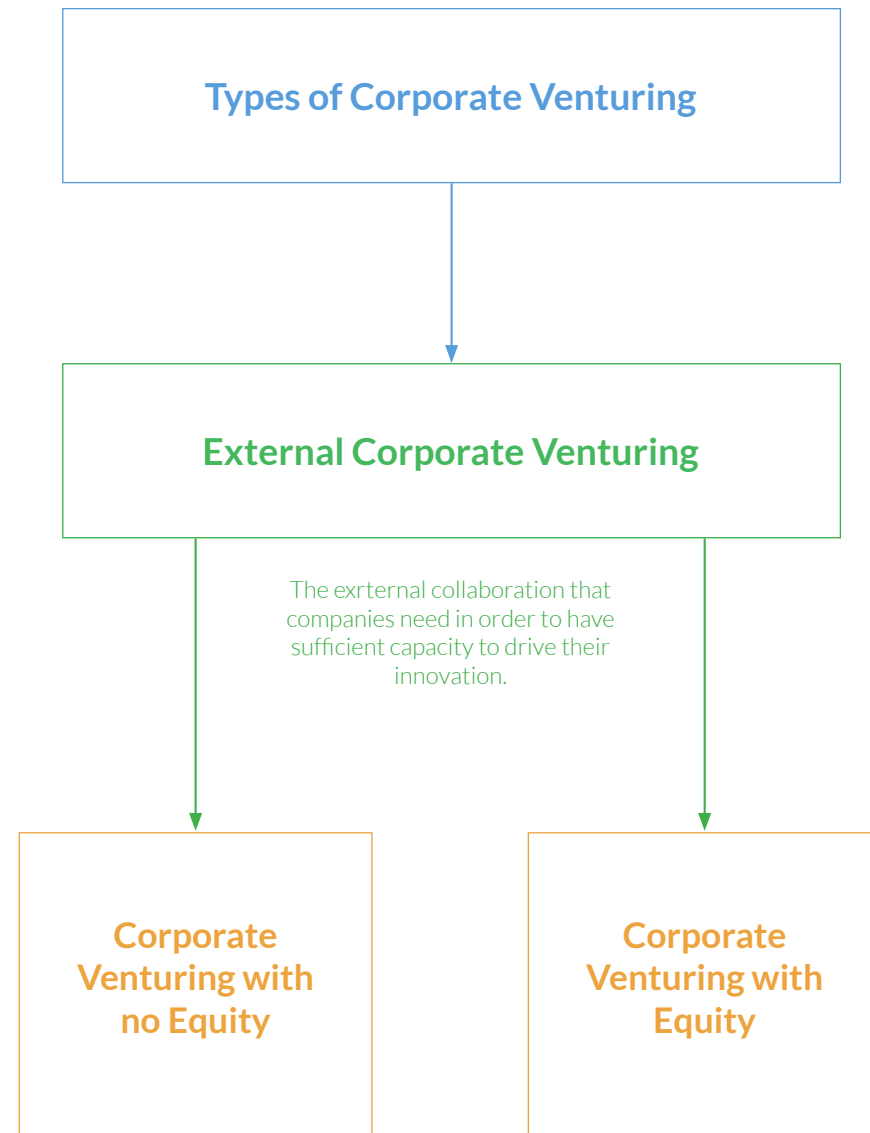 Types of Corporate Venturing
External Corporate Venturing
The exrternal collaboration that
companies need in order to have
sufficient capacity to drive their
innovation.
Corporate
Venturing with
no Equity
Corporate
Venturing with
Equity